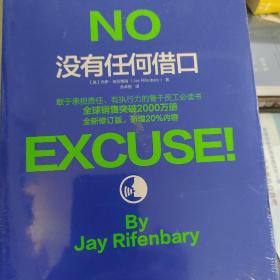 NO
没有任何借口
敢于承担责任、有执行力的骨干员工必读书
全球销售突破2000万册
全新修订版，新增20%内容
EXCUSE!
By
Jay Rifenbary